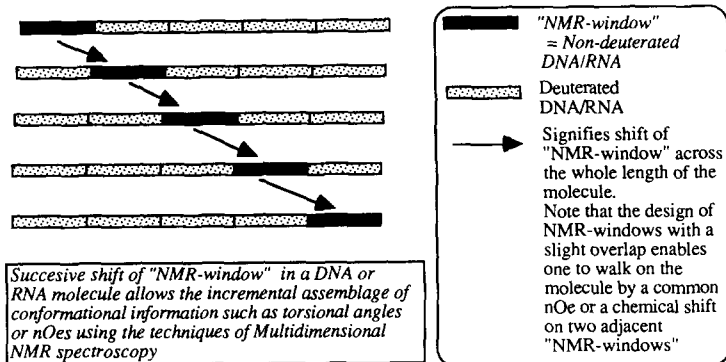 "NMR-window"
= Non-deuterated
DNA/RNA
Deuterated
DNA/RNA
Signifies shift of
"NMR-window" across
the whole length of the
molecule.
Note that the design of
NMR-windows with a
slight overlap enables
one to walk on the
molecule by a common
nOe or a chemical shift
on two adjacent
"NMR-windows"
Succesive shift of "NMR-window" in a DNA or
RNA molecule allows the incremental assemblage of
conformational information such as torsional angles
or nOes using the techniques of Multidimensional
NMR spectroscopy